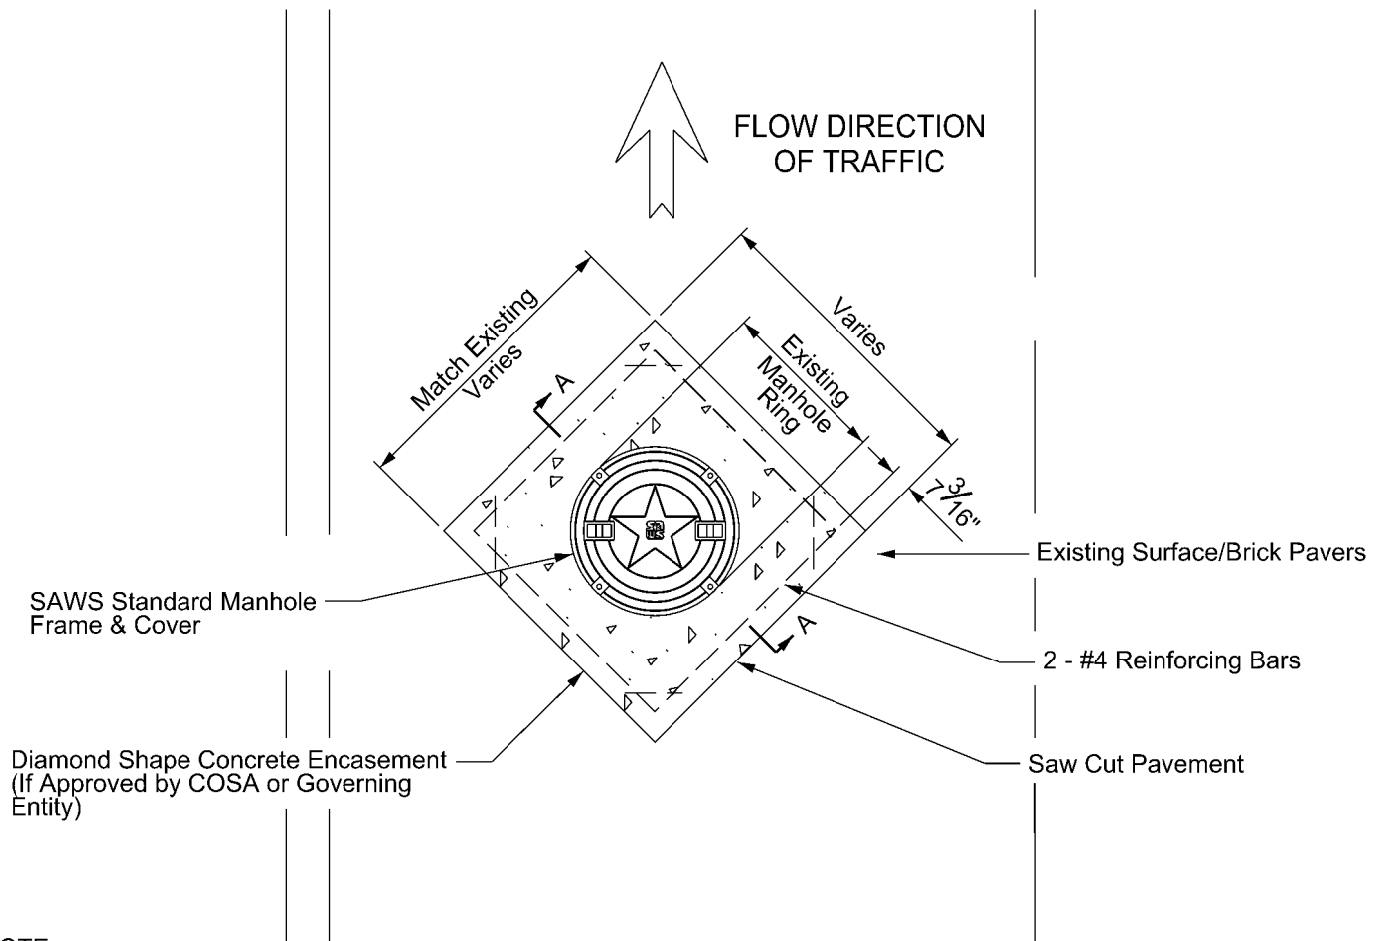 FLOW DIRECTION
OF TRAFFIC
Match Existing
Varies
Varies
Existing
Manhole
Ring
A
7 3/16"
Existing Surface/Brick Pavers
SAWS Standard Manhole
Frame & Cover
A
2 - #4 Reinforcing Bars
Diamond Shape Concrete Encasement
(If Approved by COSA or Governing
Entity)
Saw Cut Pavement